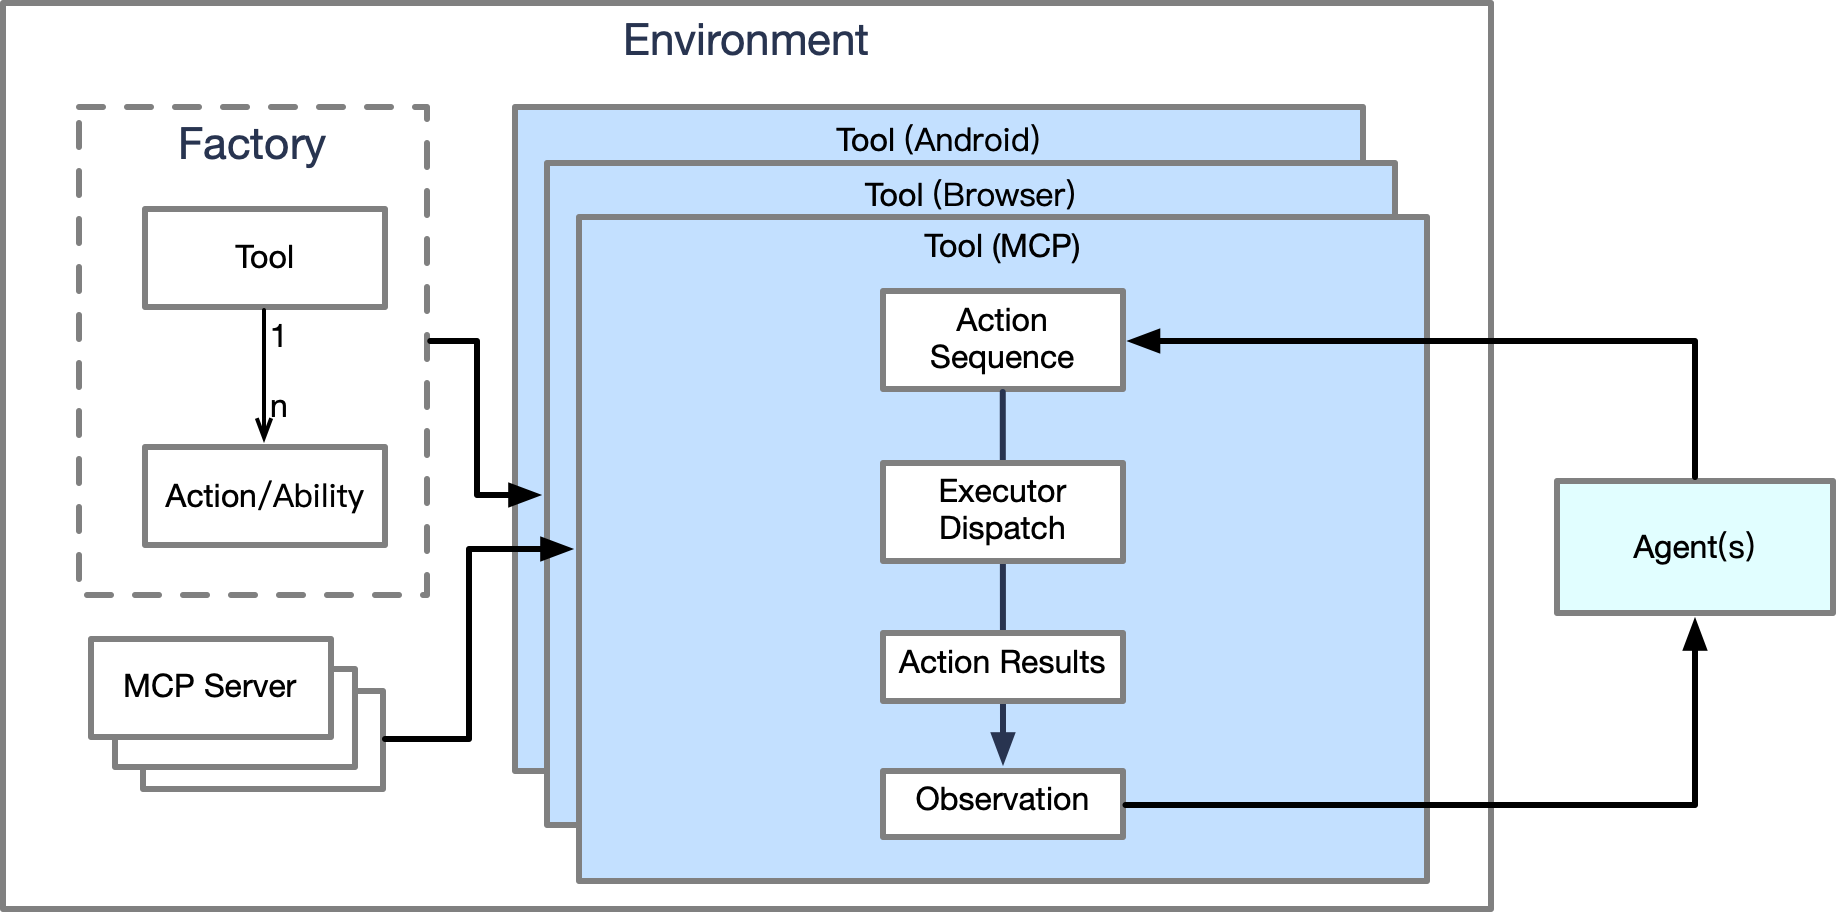 Environment
Factory
Tool
1
n
Action/Ability
MCP Server
Tool (Android)
Tool (Browser)
Tool (MCP)
Action
Sequence
Executor
Dispatch
Action Results
Observation
Agent(s)